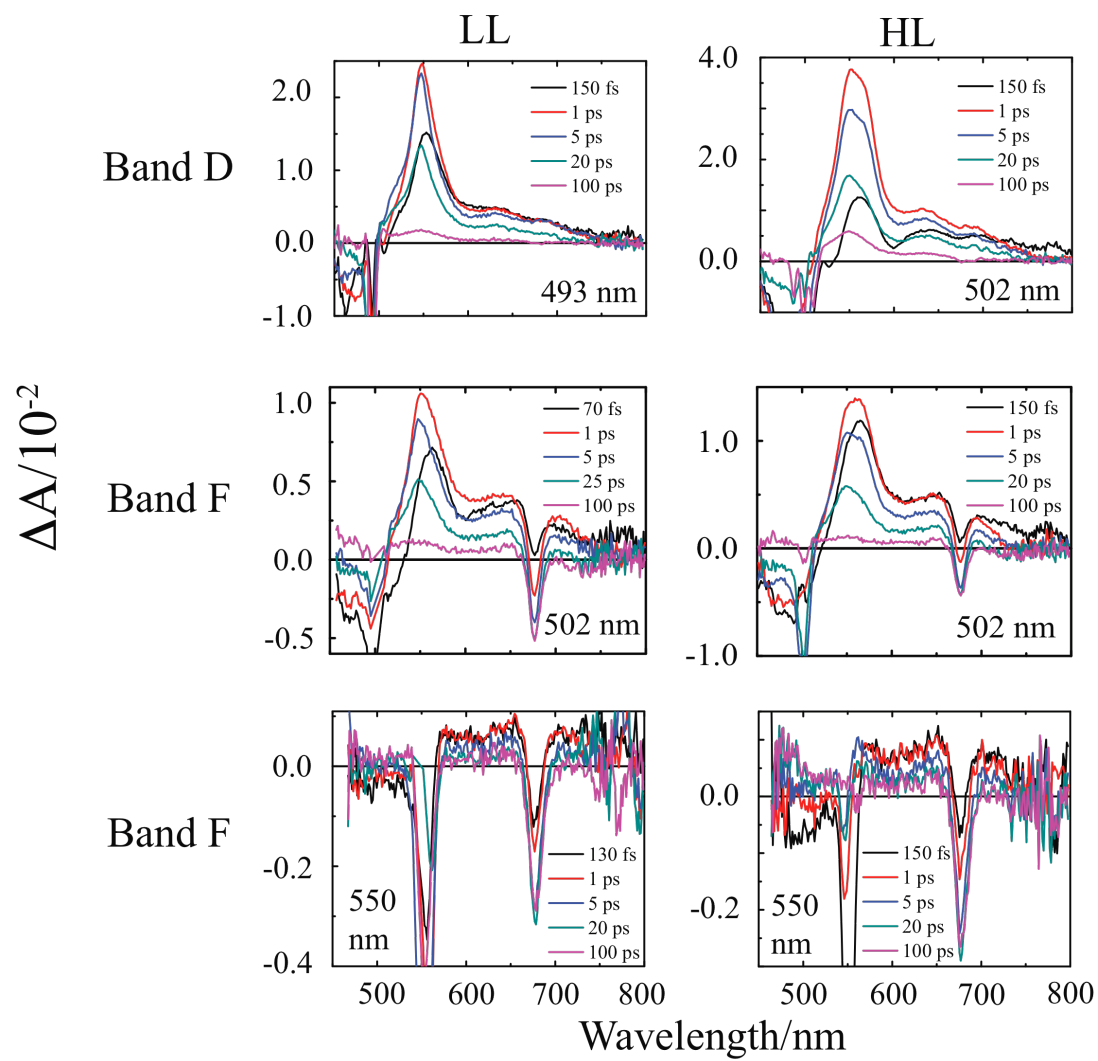 LL HL
Band D
2.0
1.0
0.0
-1.0
150 fs
1 ps
5 ps
20 ps
100 ps
493 nm
4.0
2.0
0.0
150 fs
1 ps
5 ps
20 ps
100 ps
502 nm
ΔA/10⁻²
Band F
1.0
0.5
0.0
-0.5
70 fs
1 ps
5 ps
25 ps
100 ps
502 nm
1.0
0.0
-1.0
150 fs
1 ps
5 ps
20 ps
100 ps
502 nm
Band F
0.0
-0.2
-0.4
130 fs
1 ps
5 ps
20 ps
100 ps
550
nm
0.0
-0.2
150 fs
1 ps
5 ps
20 ps
100 ps
550
nm
500 600 700 800 500 600 700 800
Wavelength/nm